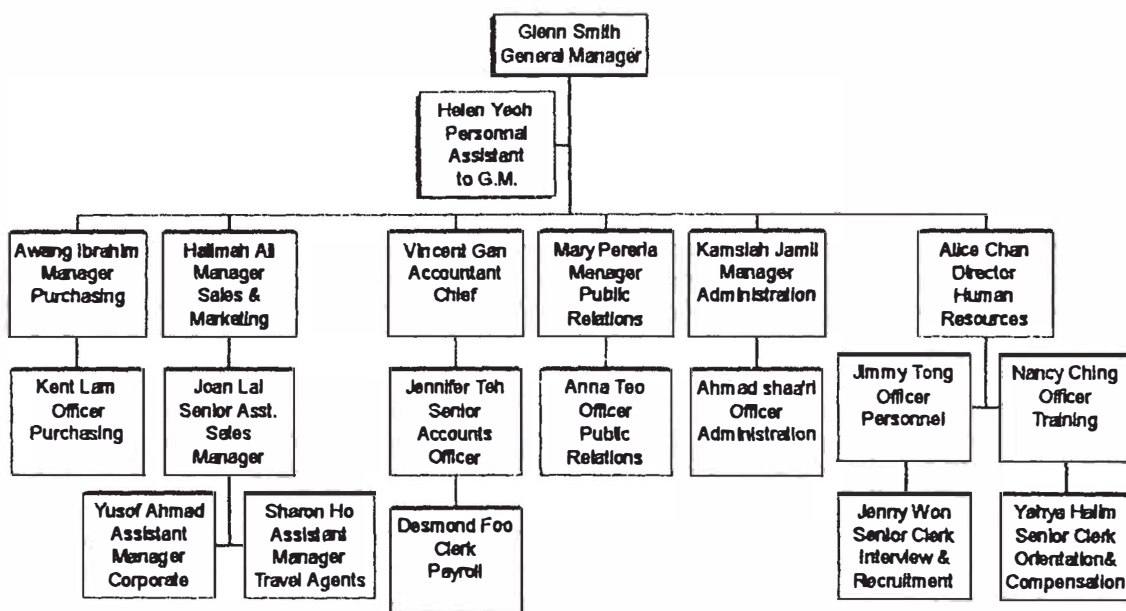 Glenn Smith
General Manager
Helen Yeoh
Personnal
Assistant
to G.M.
Awang Ibrahim
Manager
Purchasing
Halimah Ali
Manager
Sales &
Marketing
Vincent Gan
Accountant
Chief
Mary Pereria
Manager
Public
Relations
Kamsiah Jamil
Manager
Administration
Alice Chan
Director
Human
Resources
Kent Lam
Officer
Purchasing
Joan Lai
Senior Asst.
Sales
Manager
Jennifer Teh
Senior
Accounts
Officer
Anna Teo
Officer
Public
Relations
Ahmad shaa'ri
Officer
Administration
Jimmy Tong
Officer
Personnel
Nancy Ching
Officer
Training
Yusof Ahmad
Assistant
Manager
Corporate
Sharon Ho
Assistant
Manager
Travel Agents
Desmond Foo
Clerk
Payroll
Jenny Won
Senior Clerk
Interview &
Recruitment
Yahya Halim
Senior Clerk
Orientation&
Compensation